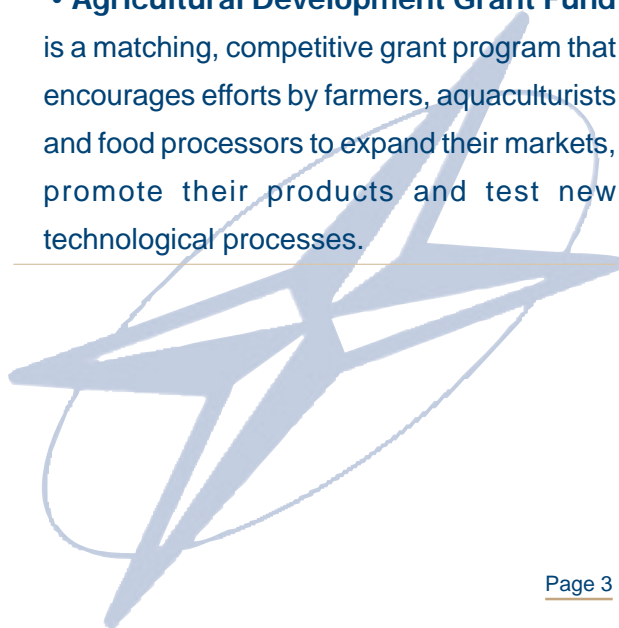 • Agricultural Development Grant Fund
is a matching, competitive grant program that
encourages efforts by farmers, aquaculturists
and food processors to expand their markets,
promote their products and test new
technological processes.
Page 3